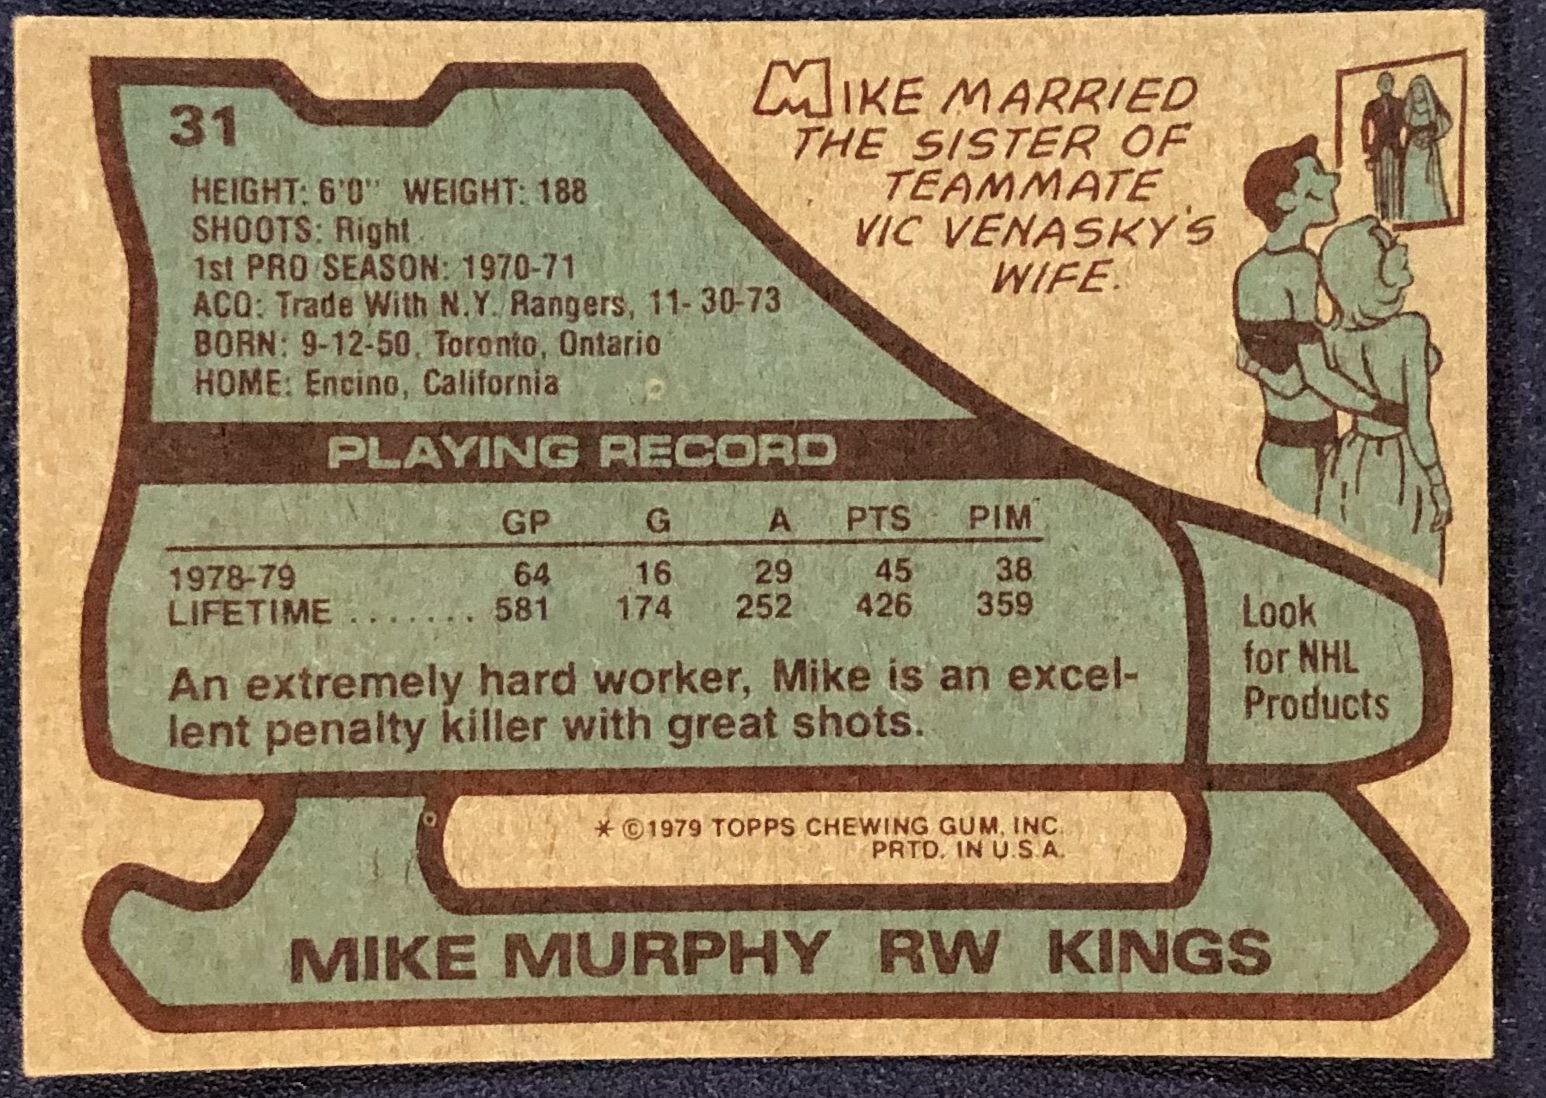 31
HEIGHT: 6'0" WEIGHT: 188
SHOOTS: Right
1st PRO SEASON: 1970-71
ACQ: Trade With N.Y. Rangers, 11-30-73
BORN: 9-12-50, Toronto, Ontario
HOME: Encino, California
MIKE MARRIED
THE SISTER OF
TEAMMATE
VIC VENASKY'S
WIFE.
PLAYING RECORD
GP G A PTS PIM
1978-79 64 16 29 45 38
LIFETIME ....... 581 174 252 426 359
An extremely hard worker, Mike is an excel-
lent penalty killer with great shots.
Look
for NHL
Products
* ©1979 TOPPS CHEWING GUM, INC.
PRTD. IN U.S.A.
MIKE MURPHY RW KINGS